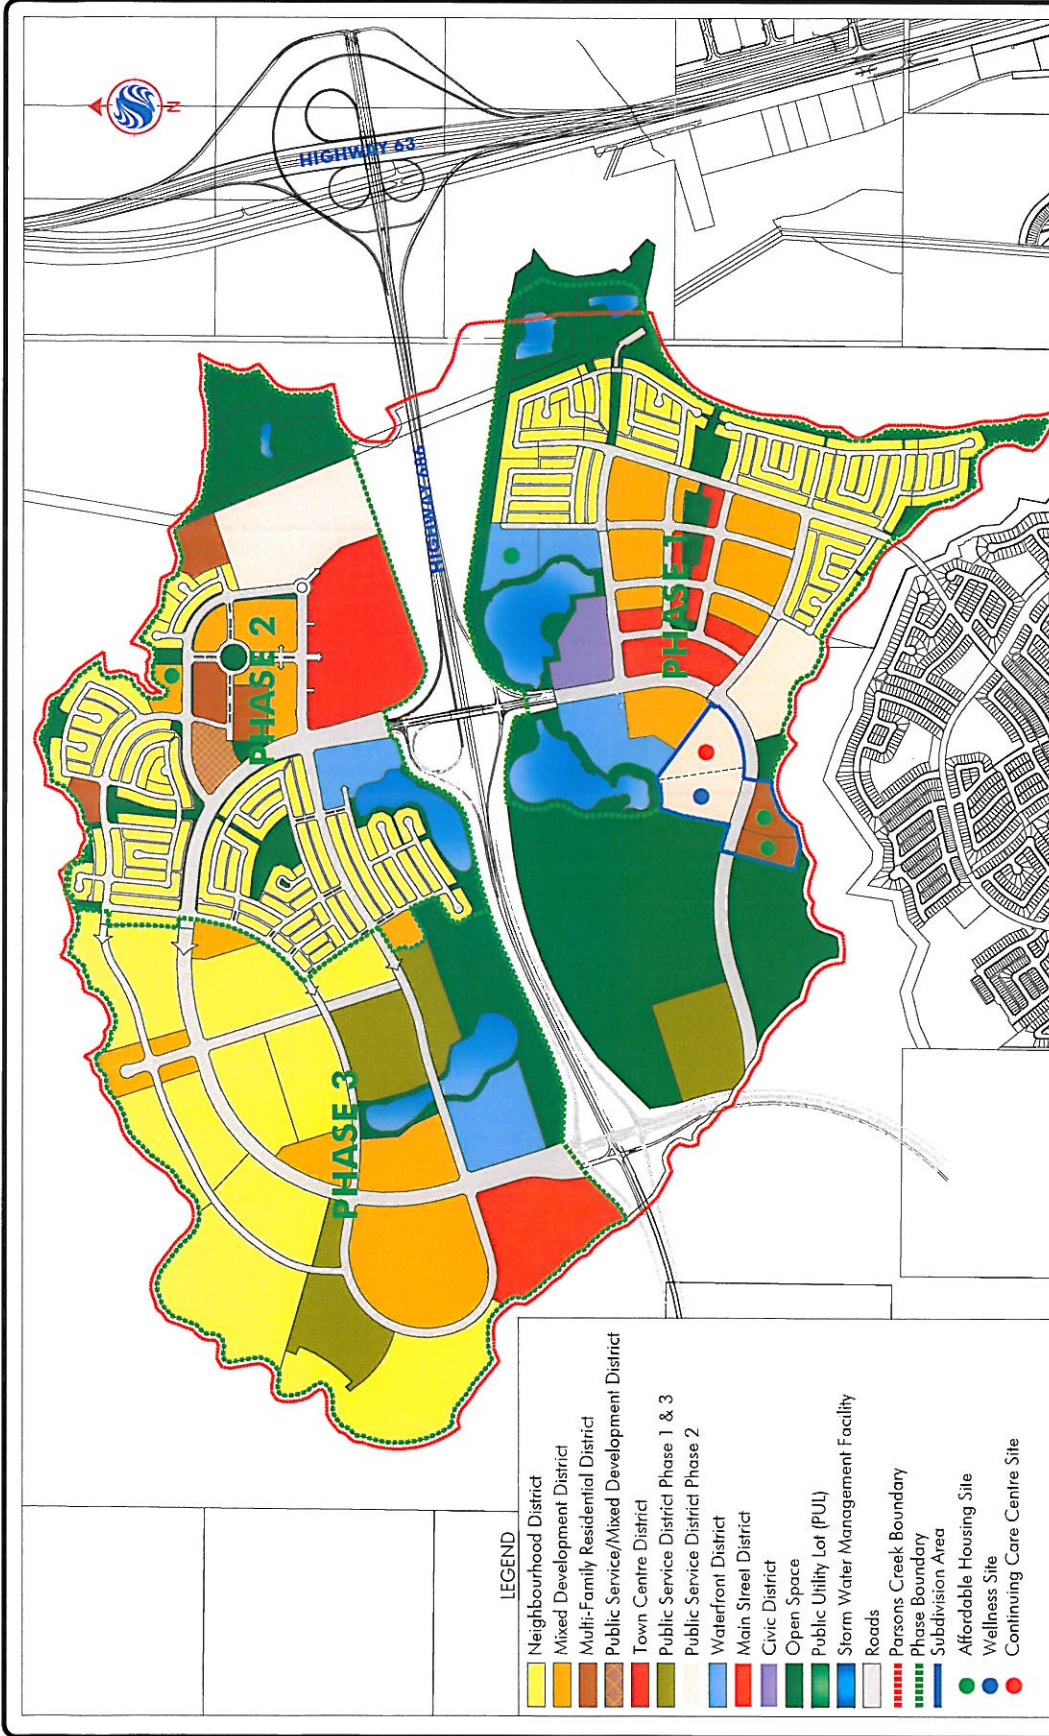 N
HIGHWAY 63
HIGHWAY 686
PHASE 2
PHASE 1
PHASE 3
LEGEND
Neighbourhood District
Mixed Development District
Multi-Family Residential District
Public Service/Mixed Development District
Town Centre District
Public Service District Phase 1 & 3
Public Service District Phase 2
Waterfront District
Main Street District
Civic District
Open Space
Public Utility Lot (PUL)
Storm Water Management Facility
Roads
Parsons Creek Boundary
Phase Boundary
Subdivision Area
Affordable Housing Site
Wellness Site
Continuing Care Centre Site